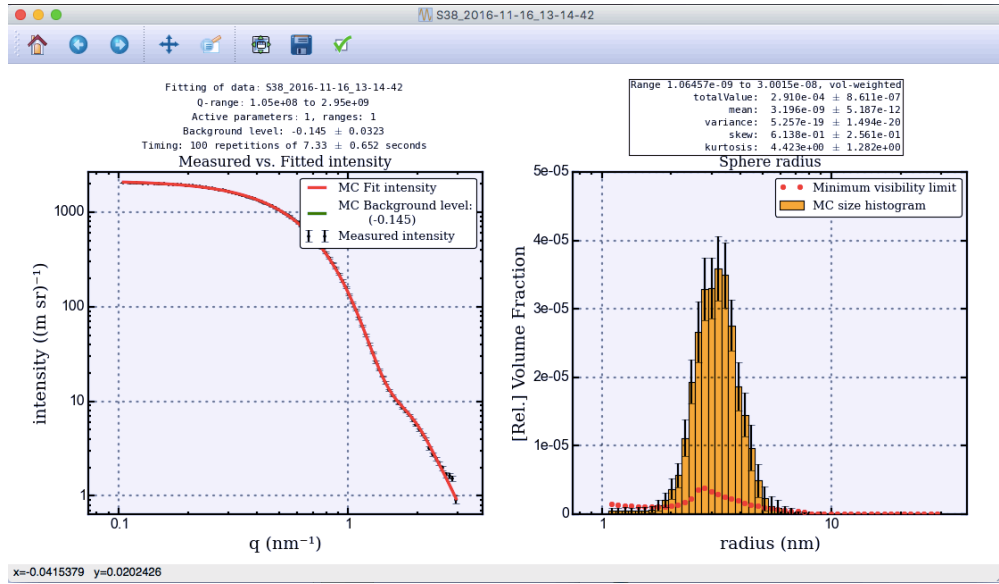 S38_2016-11-16_13-14-42
Fitting of data: S38_2016-11-16_13-14-42
Q-range: 1.05e+08 to 2.95e+09
Active parameters: 1, ranges: 1
Background level: -0.145 ± 0.0323
Timing: 100 repetitions of 7.33 ± 0.652 seconds
Measured vs. Fitted intensity
MC Fit intensity
MC Background level:
(-0.145)
Measured intensity
1000
100
10
1
0.1
1
intensity ((m sr)⁻¹)
q (nm⁻¹)
Range 1.06457e-09 to 3.0015e-08, vol-weighted
totalValue: 2.910e-04 ± 8.611e-07
mean: 3.196e-09 ± 5.187e-12
variance: 5.257e-19 ± 1.494e-20
skew: 6.138e-01 ± 2.561e-01
kurtosis: 4.423e+00 ± 1.282e+00
Sphere radius
Minimum visibility limit
MC size histogram
5e-05
4e-05
3e-05
2e-05
1e-05
0
1
10
[Rel.] Volume Fraction
radius (nm)
x=-0.0415379 y=0.0202426